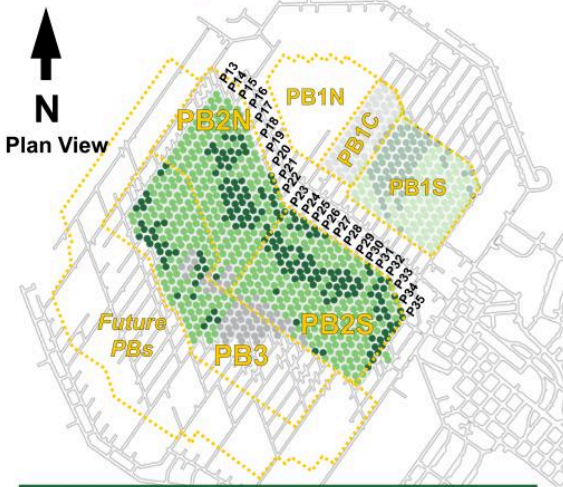 N
Plan View
P13
P14
P15
P16
P17
P18
P19
P20
P21
P22
P23
P24
P25
P26
P27
P28
P29
P30
P31
P32
P33
P34
P35
PB1N
PB2N
PB1C
PB1S
Future
PBs
PB2S
PB3